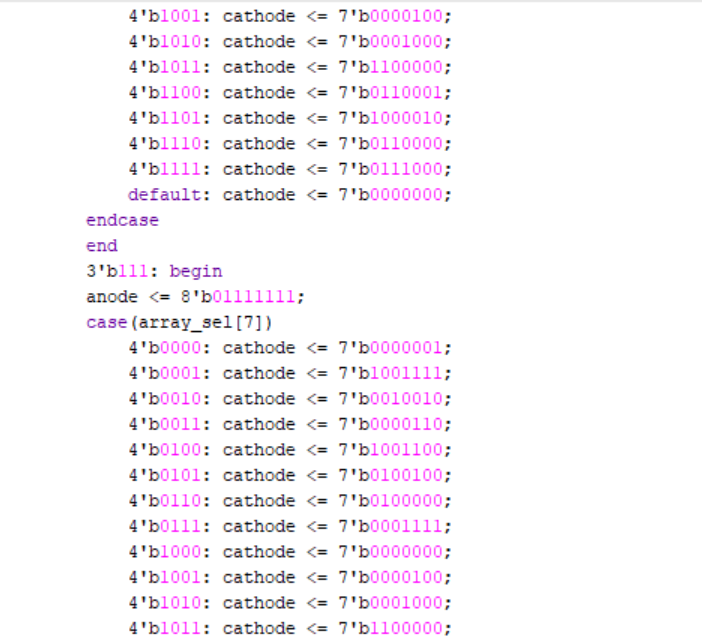 4'b1001: cathode <= 7'b0000100;
4'b1010: cathode <= 7'b0001000;
4'b1011: cathode <= 7'b1100000;
4'b1100: cathode <= 7'b0110001;
4'b1101: cathode <= 7'b1000010;
4'b1110: cathode <= 7'b0110000;
4'b1111: cathode <= 7'b0111000;
default: cathode <= 7'b0000000;
endcase
end
3'b111: begin
anode <= 8'b01111111;
case(array_sel[7])
4'b0000: cathode <= 7'b0000001;
4'b0001: cathode <= 7'b1001111;
4'b0010: cathode <= 7'b0010010;
4'b0011: cathode <= 7'b0000110;
4'b0100: cathode <= 7'b1001100;
4'b0101: cathode <= 7'b0100100;
4'b0110: cathode <= 7'b0100000;
4'b0111: cathode <= 7'b0001111;
4'b1000: cathode <= 7'b0000000;
4'b1001: cathode <= 7'b0000100;
4'b1010: cathode <= 7'b0001000;
4'b1011: cathode <= 7'b1100000;